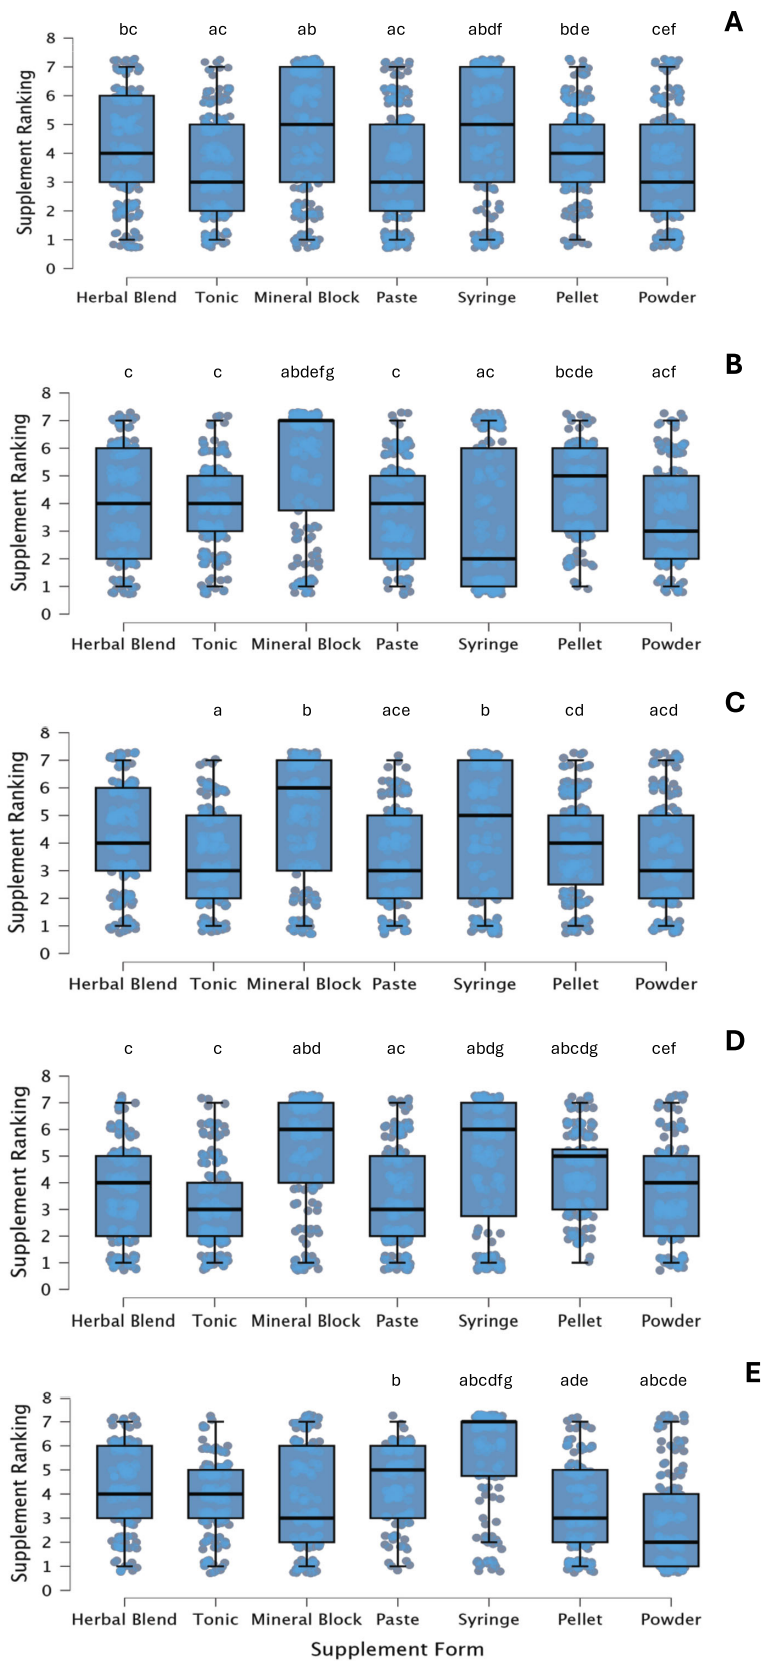 A
bc ac ab ac abdf bde cef
Supplement Ranking
8
7
6
5
4
3
2
1
0
Herbal Blend Tonic Mineral Block Paste Syringe Pellet Powder
B
c c abdefg c ac bcde acf
Supplement Ranking
8
7
6
5
4
3
2
1
0
Herbal Blend Tonic Mineral Block Paste Syringe Pellet Powder
C
a b ace b cd acd
Supplement Ranking
8
7
6
5
4
3
2
1
0
Herbal Blend Tonic Mineral Block Paste Syringe Pellet Powder
D
c c abd ac abdg abcdg cef
Supplement Ranking
8
7
6
5
4
3
2
1
0
Herbal Blend Tonic Mineral Block Paste Syringe Pellet Powder
E
b abcdfg ade abcde
Supplement Ranking
8
7
6
5
4
3
2
1
0
Herbal Blend Tonic Mineral Block Paste Syringe Pellet Powder
Supplement Form